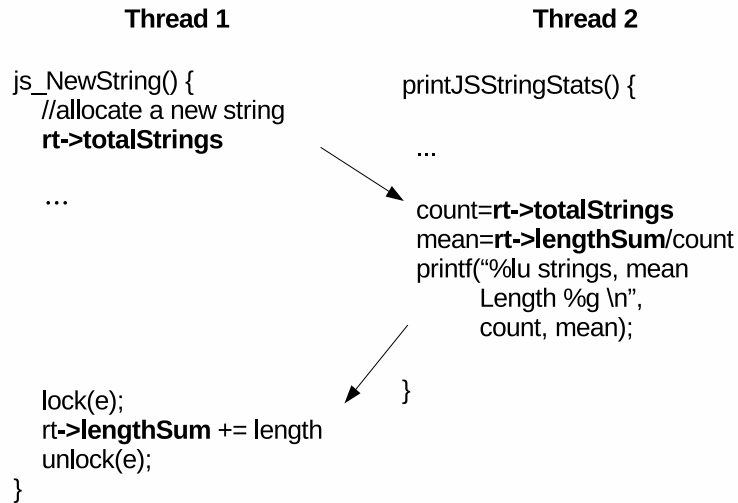 Thread 1
js_NewString() {
//allocate a new string
rt->totalStrings
...
lock(e);
rt->lengthSum += length
unlock(e);
}
Thread 2
printJSStringStats() {
...
count=rt->totalStrings
mean=rt->lengthSum/count
printf(“%lu strings, mean
Length %g \n”,
count, mean);
}